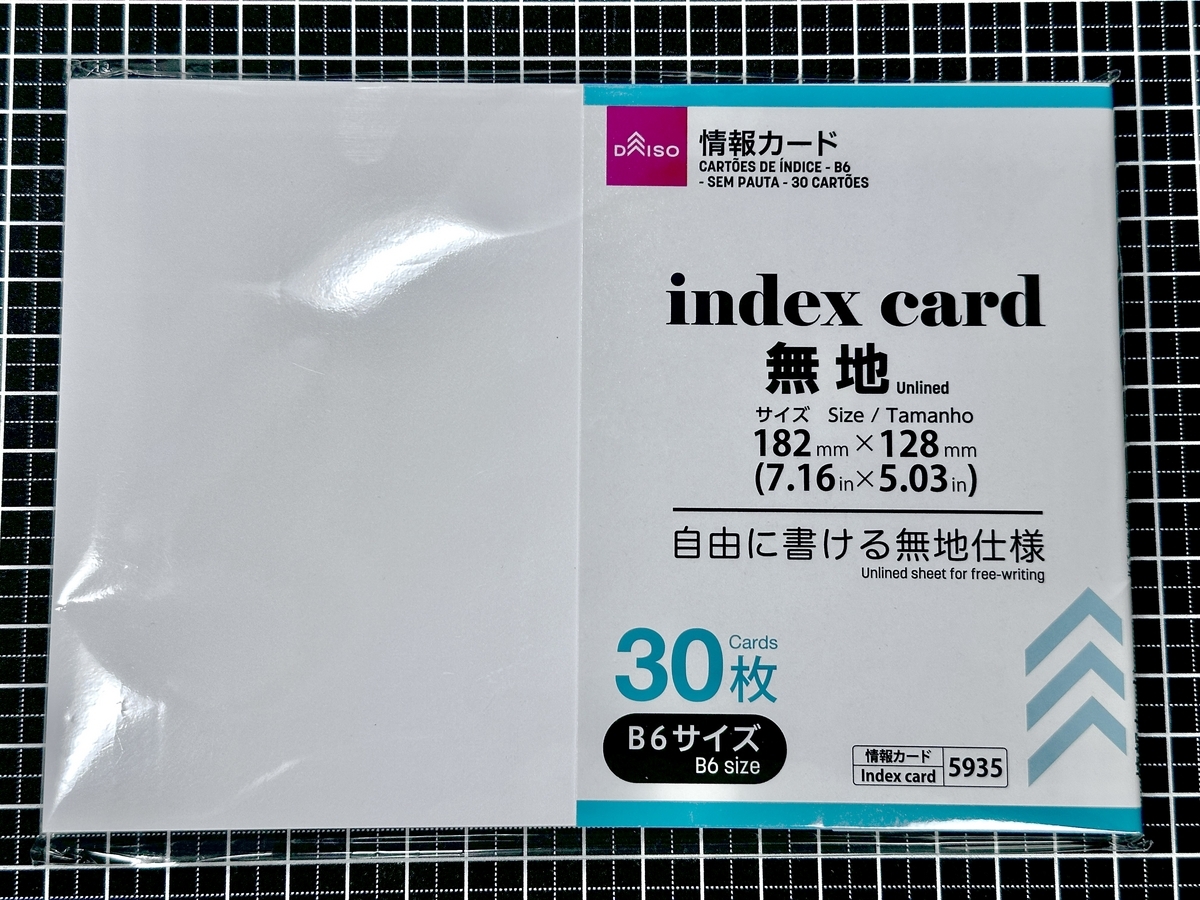 DAISO
情報カード
CARTÕES DE ÍNDICE - B6
- SEM PAUTA - 30 CARTÕES
index card
無地 Unlined
サイズ Size / Tamanho
182mm×128mm
(7.16in×5.03in)
自由に書ける無地仕様
Unlined sheet for free-writing
30枚 Cards
B6サイズ
B6 size
情報カード
Index card 5935